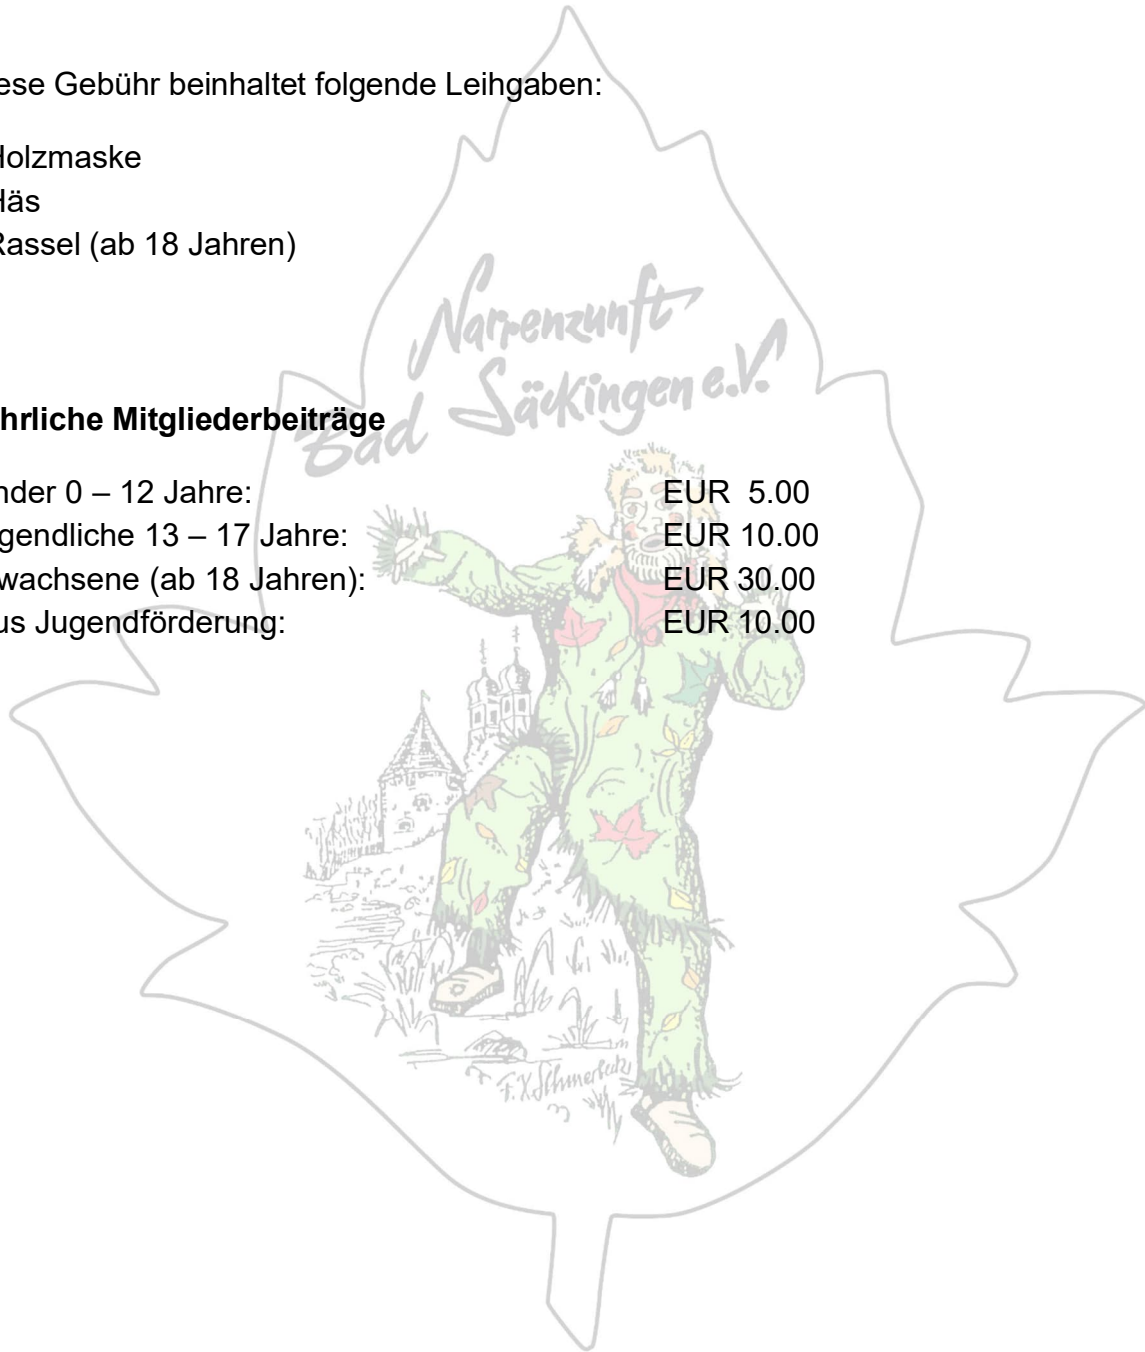 ese Gebühr beinhaltet folgende Leihgaben:
Holzmaske
Häs
Rassel (ab 18 Jahren)
Narrenzunft
Bad Säckingen e.V.
hrliche Mitgliederbeiträge
nder 0 – 12 Jahre: EUR 5.00
gendliche 13 – 17 Jahre: EUR 10.00
wachsene (ab 18 Jahren): EUR 30.00
us Jugendförderung: EUR 10.00